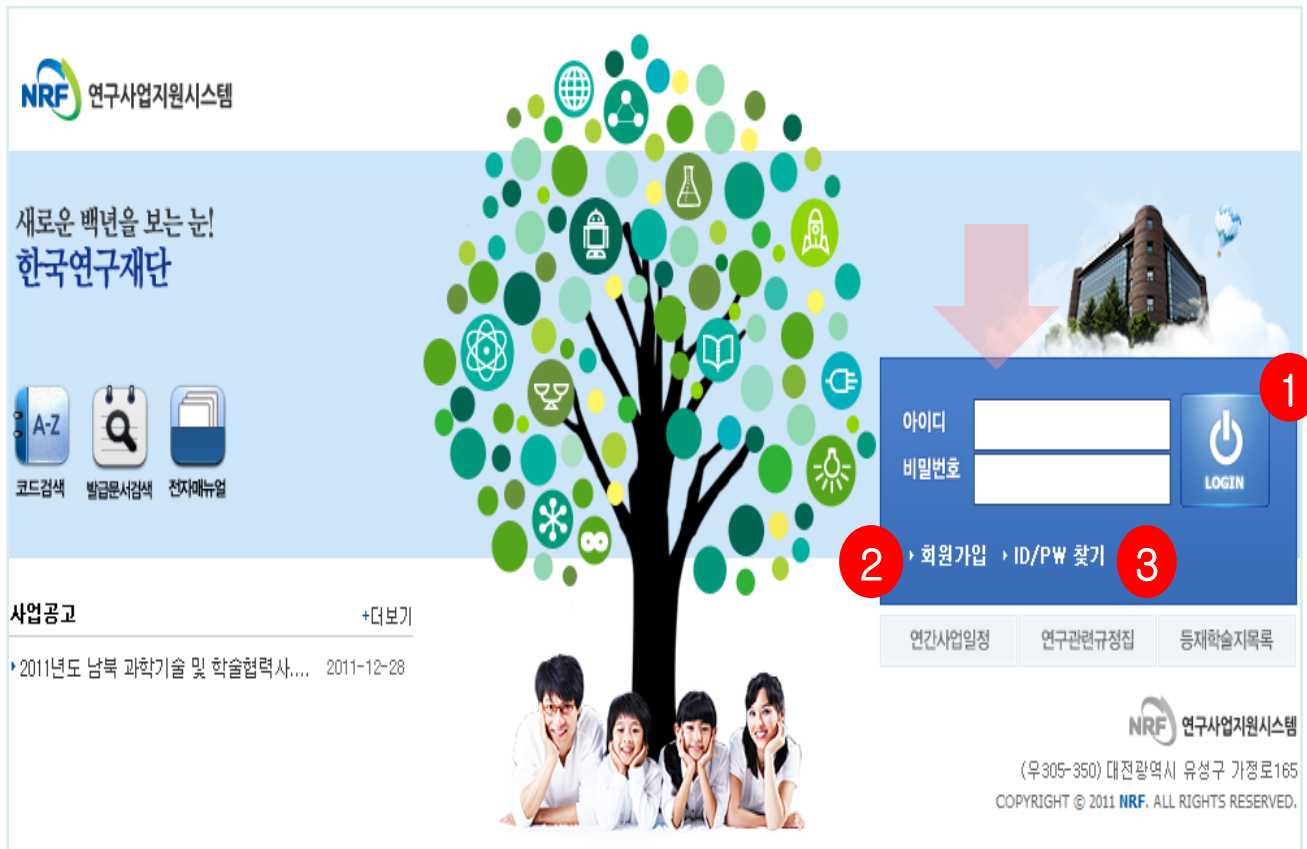 NRF 연구사업지원시스템
새로운 백년을 보는 눈!
한국연구재단
A-Z
코드검색 발급문서검색 전자매뉴얼
1
아이디
비밀번호
LOGIN
2 회원가입 ID/PW 찾기 3
사업공고 +더보기
2011년도 남북 과학기술 및 학술협력사.... 2011-12-28
연간사업일정 연구관련규정집 등재학술지목록
NRF 연구사업지원시스템
(우305-350) 대전광역시 유성구 가정로165
COPYRIGHT © 2011 NRF. ALL RIGHTS RESERVED.